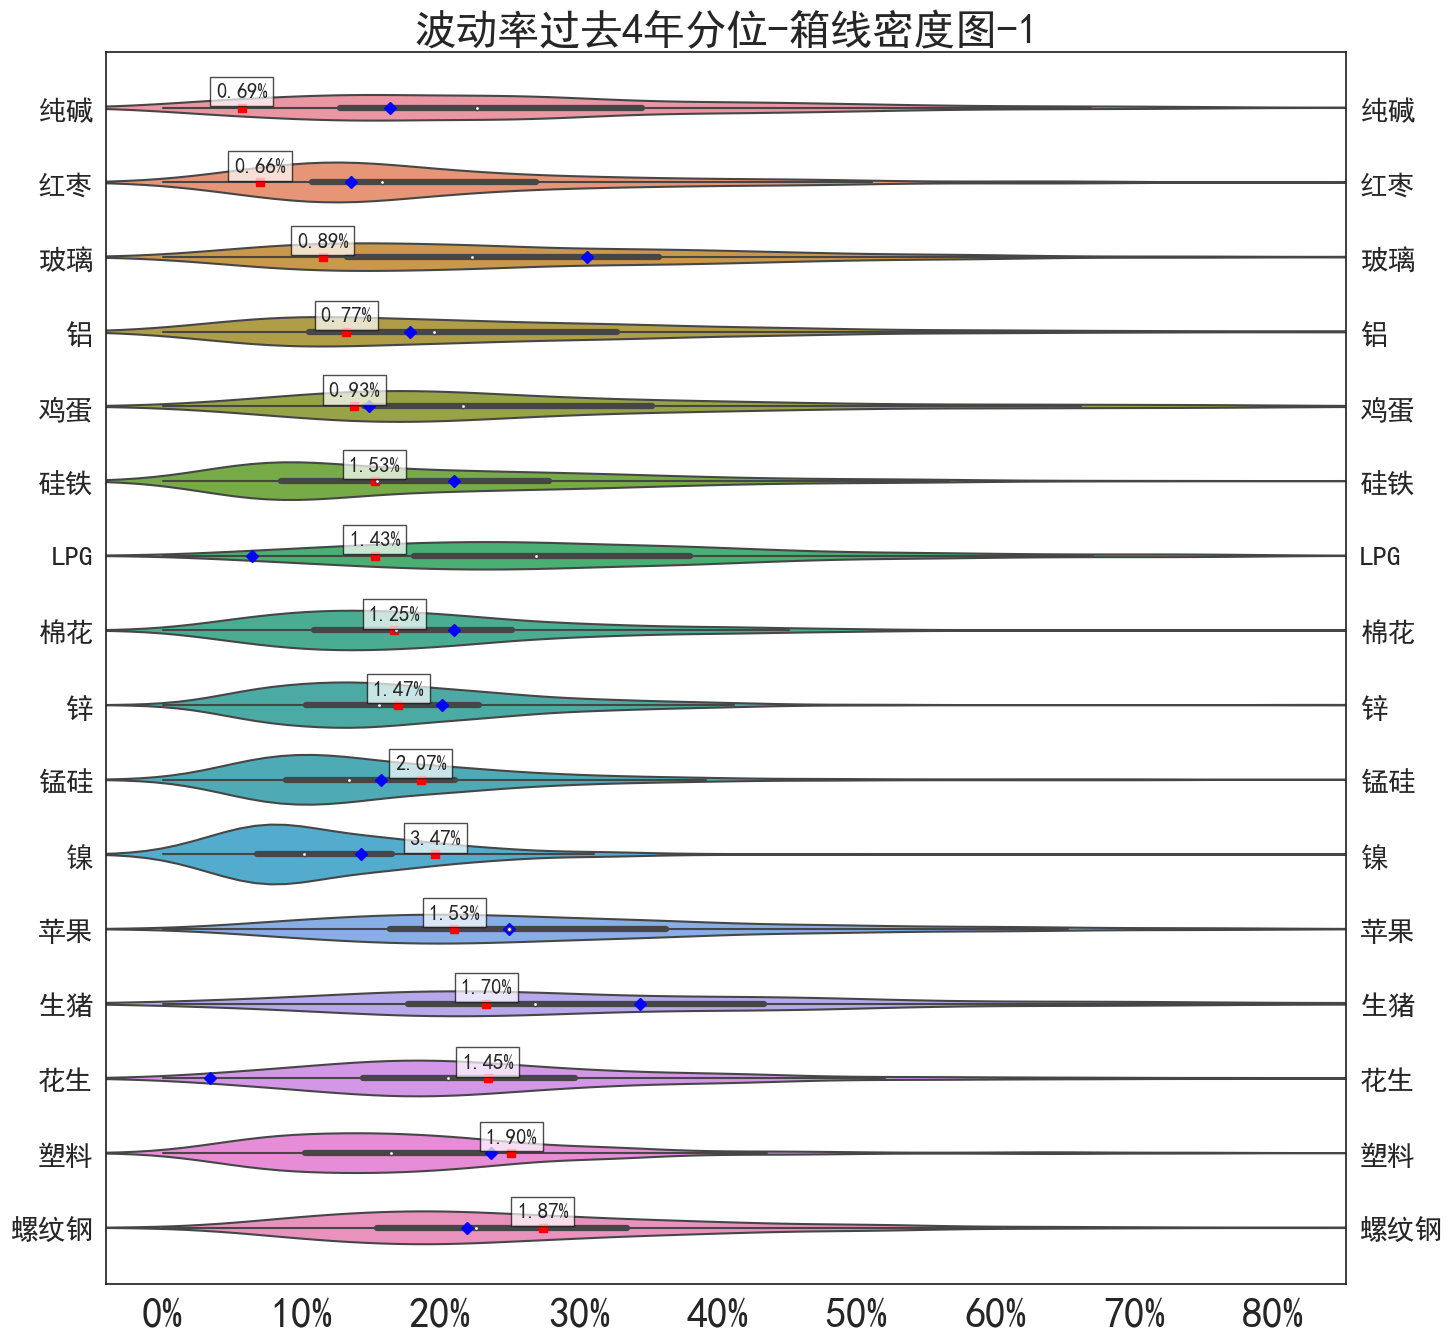 波动率过去4年分位-箱线密度图-1
纯碱 0.69% 纯碱
红枣 0.66% 红枣
玻璃 0.89% 玻璃
铝 0.77% 铝
鸡蛋 0.93% 鸡蛋
硅铁 1.53% 硅铁
LPG 1.43% LPG
棉花 1.25% 棉花
锌 1.47% 锌
锰硅 2.07% 锰硅
镍 3.47% 镍
苹果 1.53% 苹果
生猪 1.70% 生猪
花生 1.45% 花生
塑料 1.90% 塑料
螺纹钢 1.87% 螺纹钢
0% 10% 20% 30% 40% 50% 60% 70% 80%